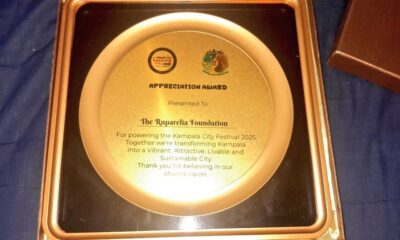 APPRECIATION AWARD
Presented To
The Ruparelia Foundation
For powering the Kampala City Festival 2025.
Together we're transforming Kampala
into a Vibrant, Attractive, Livable and
Sustainable City.
Thank you for believing in our
shared vision.